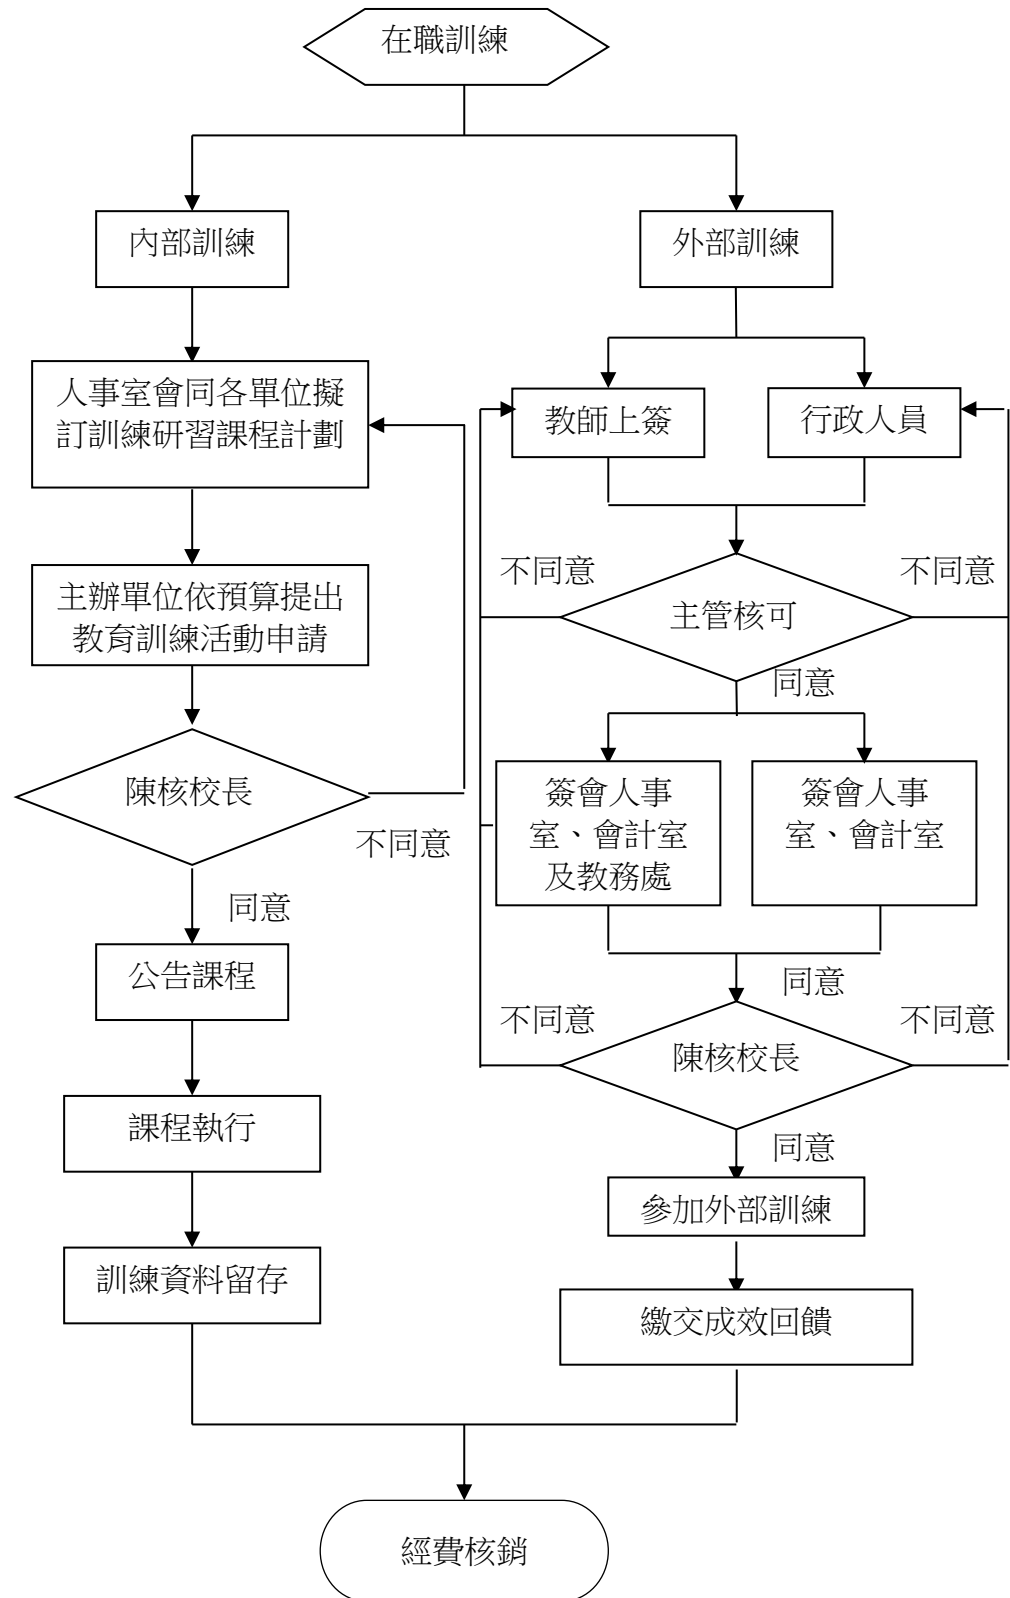 在職訓練
內部訓練
外部訓練
人事室會同各單位擬
訂訓練研習課程計劃
教師上簽
行政人員
主辦單位依預算提出
教育訓練活動申請
不同意
不同意
主管核可
同意
陳核校長
不同意
簽會人事
室、會計室
及教務處
簽會人事
室、會計室
同意
公告課程
同意
不同意
不同意
陳核校長
課程執行
同意
參加外部訓練
訓練資料留存
繳交成效回饋
經費核銷